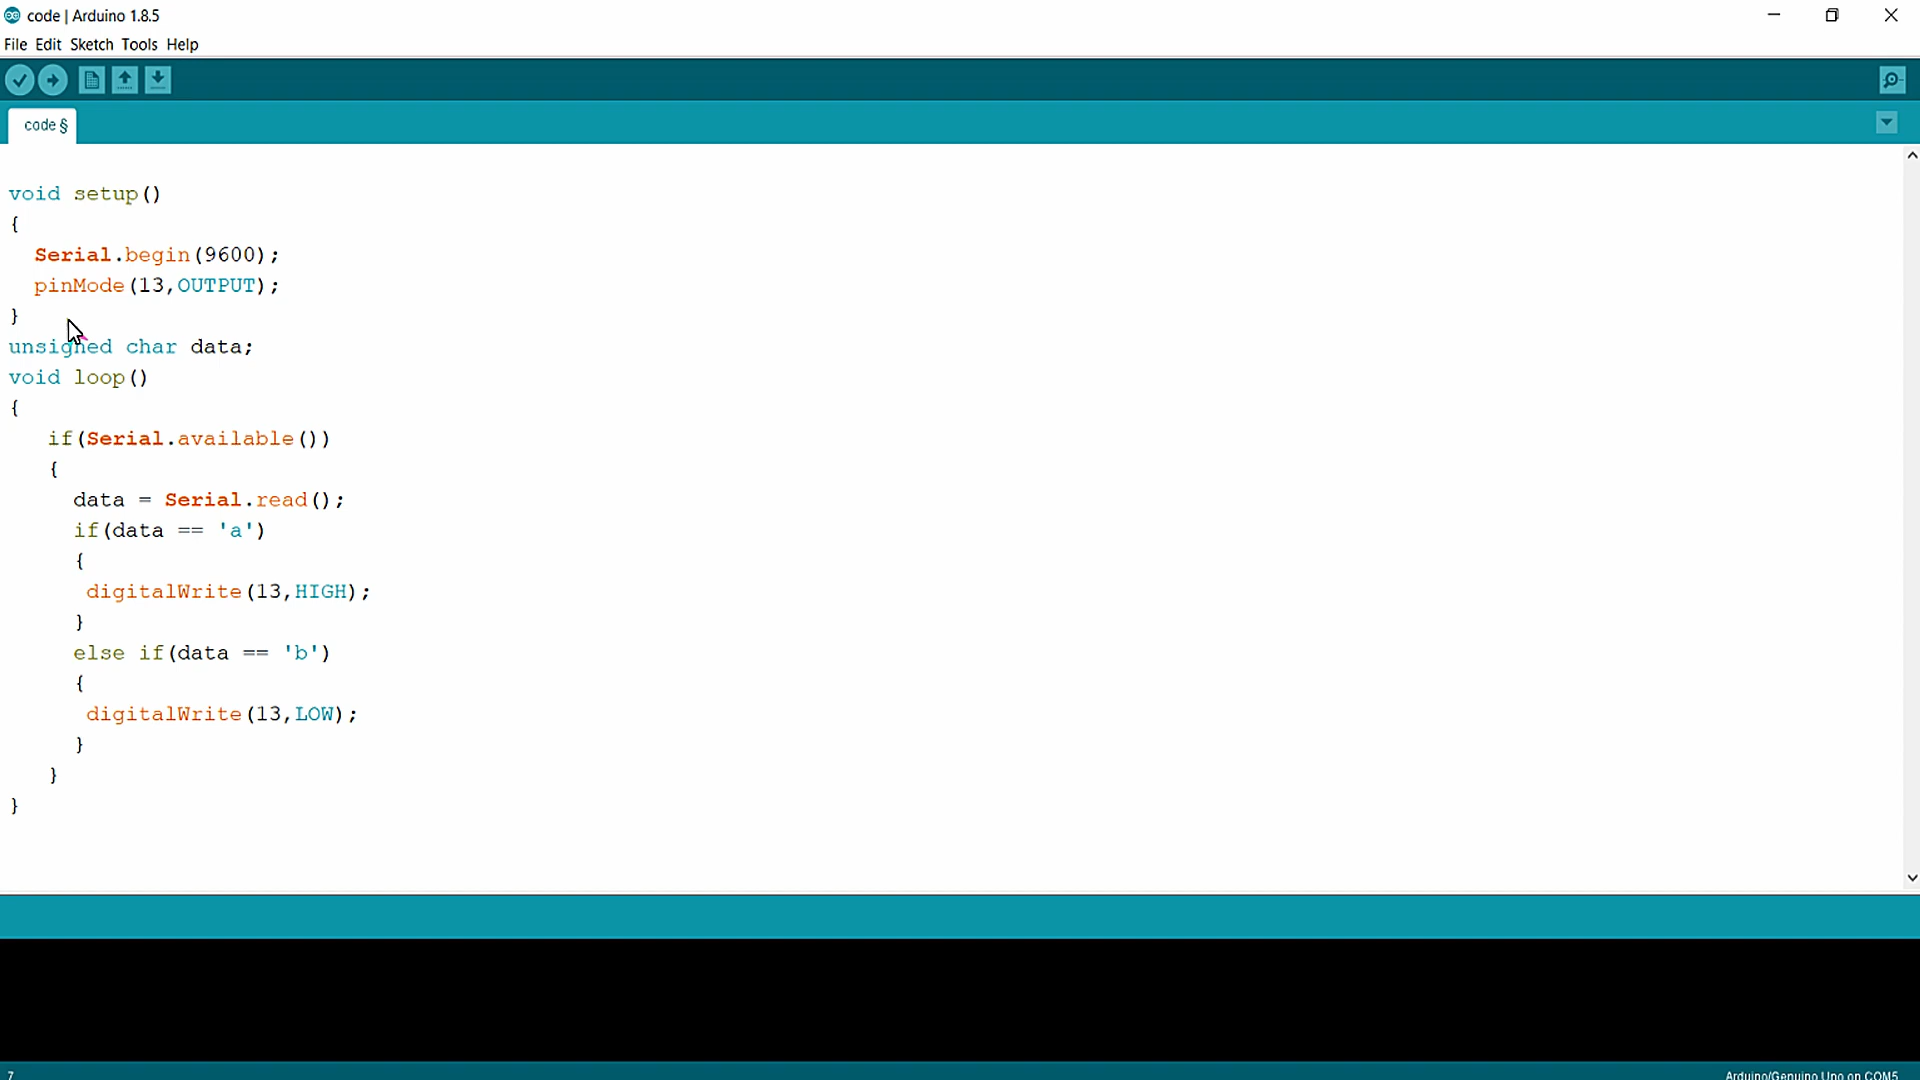 code | Arduino 1.8.5
File Edit Sketch Tools Help
code §
void setup()
{
  Serial.begin(9600);
  pinMode(13,OUTPUT);
}
unsigned char data;
void loop()
{
   if(Serial.available())
   {
     data = Serial.read();
     if(data == 'a')
     {
      digitalWrite(13,HIGH);
     }
     else if(data == 'b')
     {
      digitalWrite(13,LOW);
     }
   }
}
7
Arduino/Genuino Uno on COM5